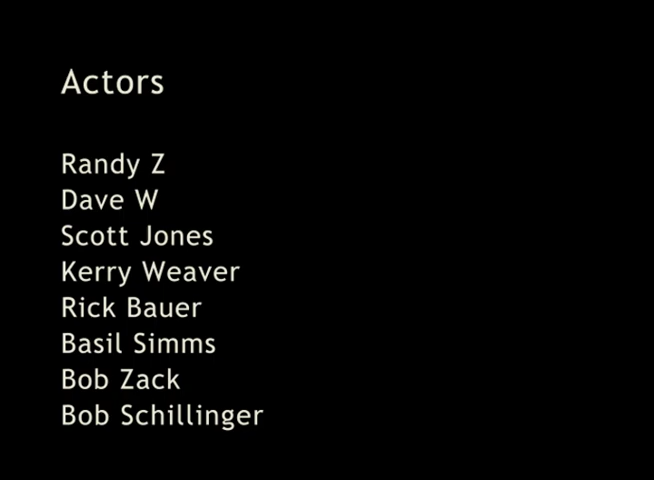 Actors
Randy Z
Dave W
Scott Jones
Kerry Weaver
Rick Bauer
Basil Simms
Bob Zack
Bob Schillinger